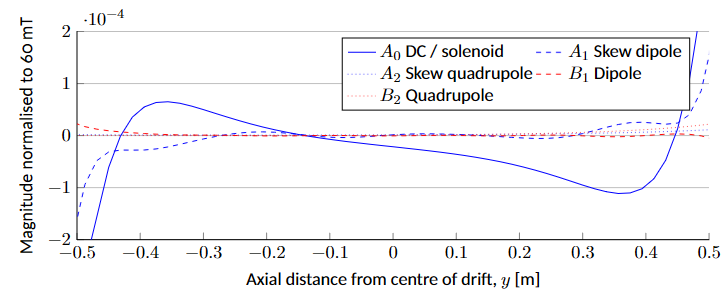 ·10⁻⁴
2
1
0
−1
−2
Magnitude normalised to 60 mT
A₀ DC / solenoid
A₁ Skew dipole
A₂ Skew quadrupole
B₁ Dipole
B₂ Quadrupole
−0.5 −0.4 −0.3 −0.2 −0.1 0 0.1 0.2 0.3 0.4 0.5
Axial distance from centre of drift, y [m]